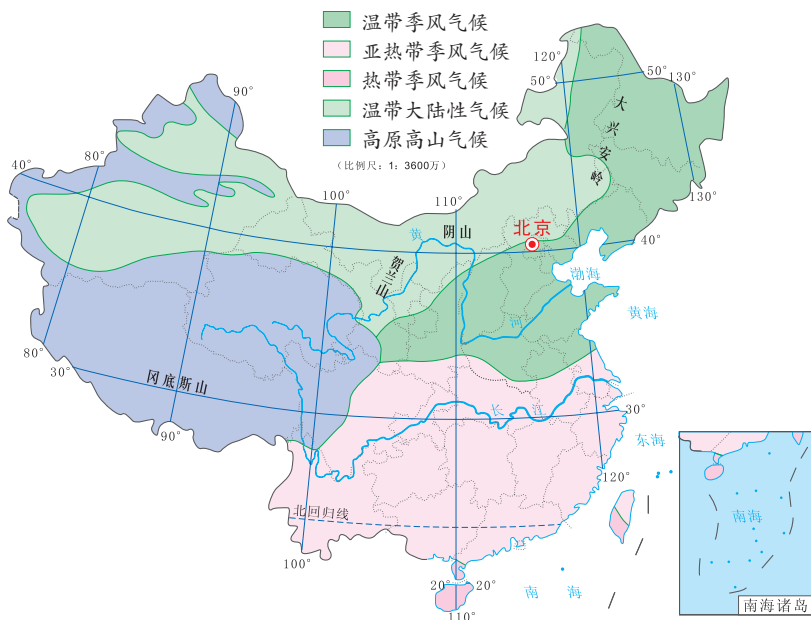 温带季风气候
亚热带季风气候
热带季风气候
温带大陆性气候
高原高山气候
（比例尺：1：3600万）
120°
50°
50°
130°
90°
80°
40°
100°
110°
130°
大兴安岭
北京
阴山
黄
贺兰山
40°
渤海
河
黄海
80°
30°
冈底斯山
90°
长
江
30°
东海
120°
北回归线
100°
20°
20°
110°
南
海
南海
南海诸岛